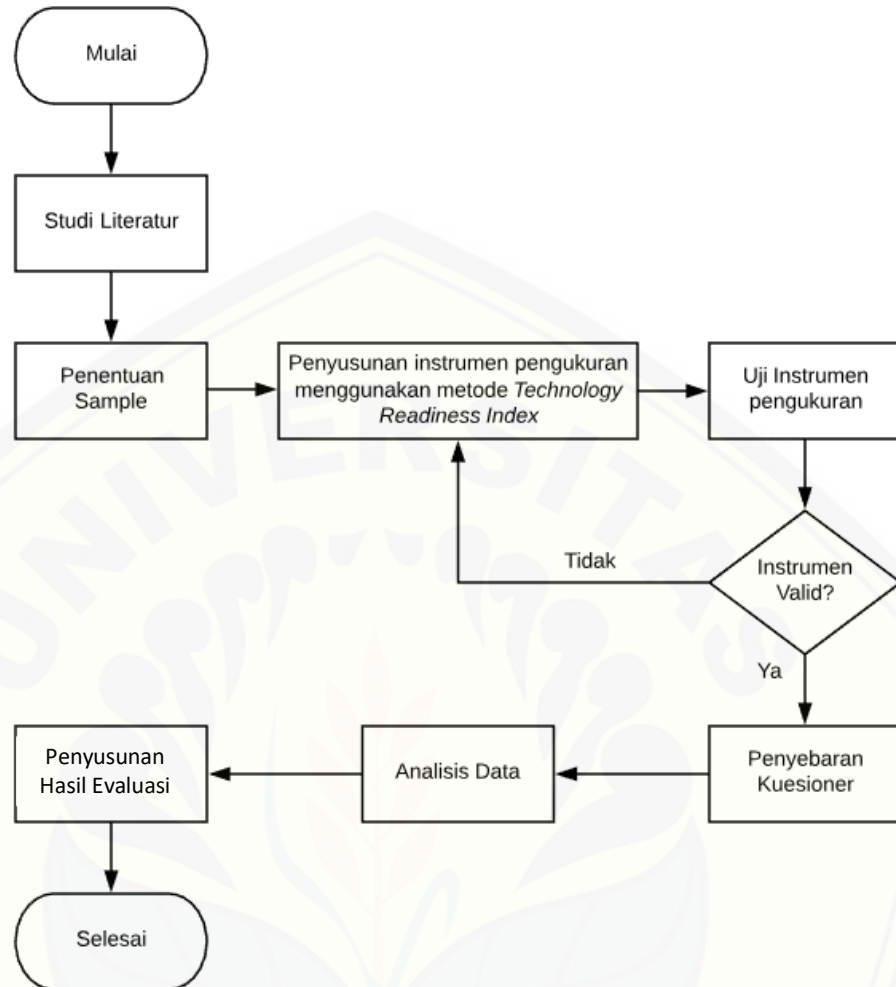 Mulai
Studi Literatur
Penentuan
Sample
Penyusunan instrumen pengukuran
menggunakan metode Technology
Readiness Index
Uji Instrumen
pengukuran
Instrumen
Valid?
Tidak
Ya
Penyebaran
Kuesioner
Analisis Data
Penyusunan
Hasil Evaluasi
Selesai
UNIVERSITAS